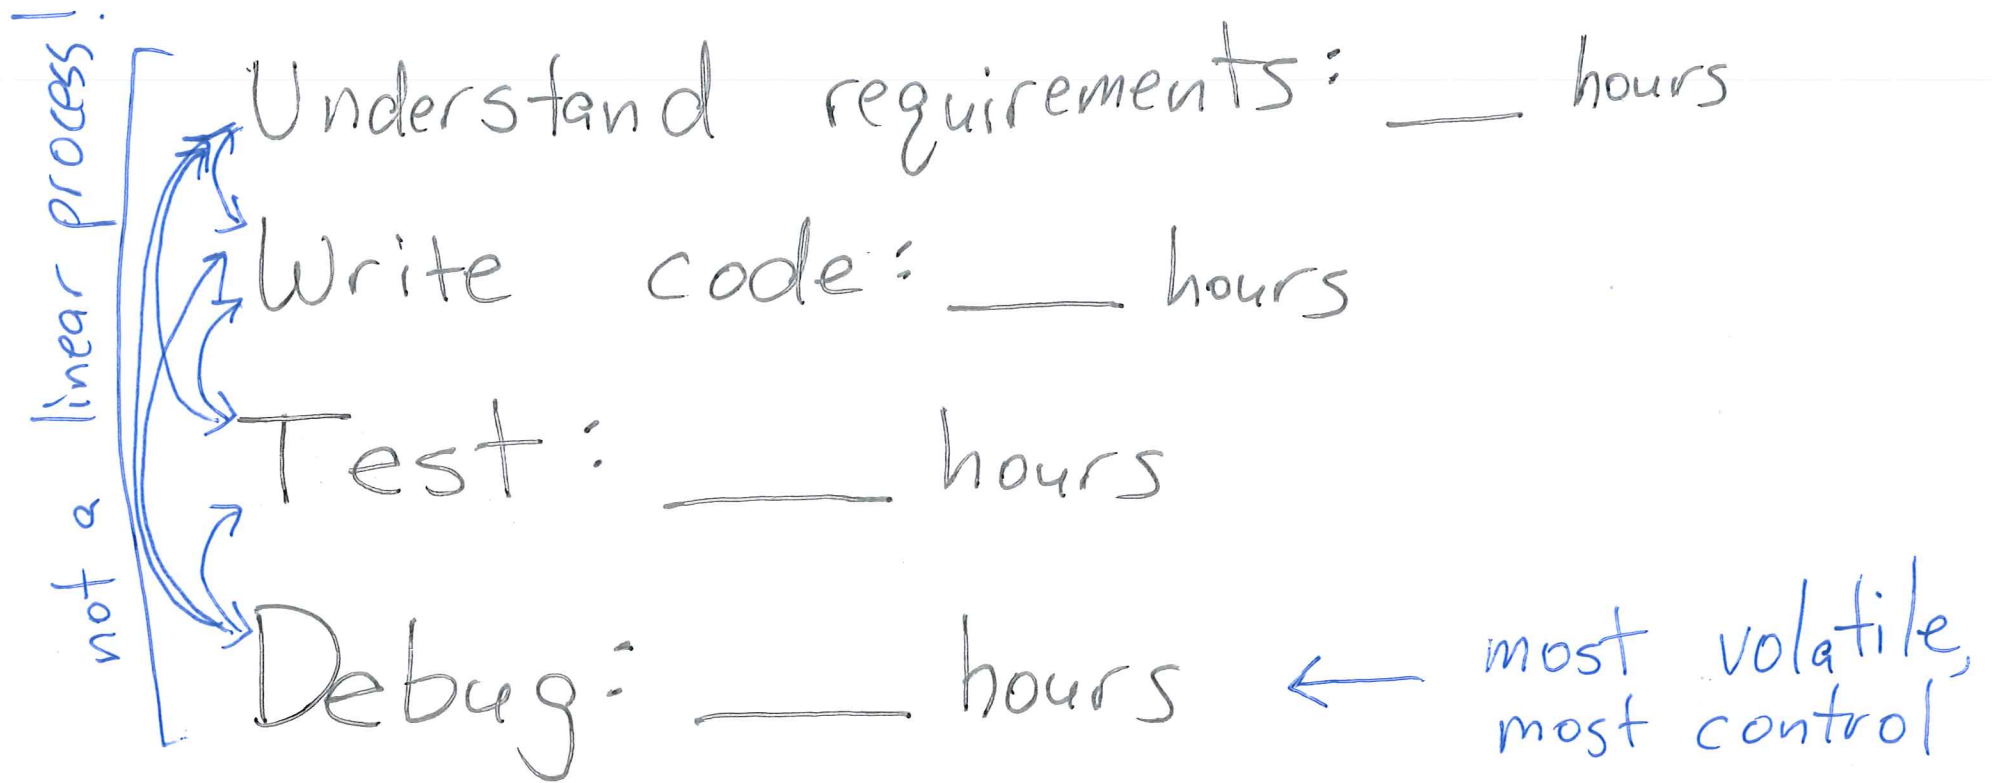 not a linear process!
Understand requirements: ___ hours
Write code: ___ hours
Test: ___ hours
Debug: ___ hours
most volatile,
most control